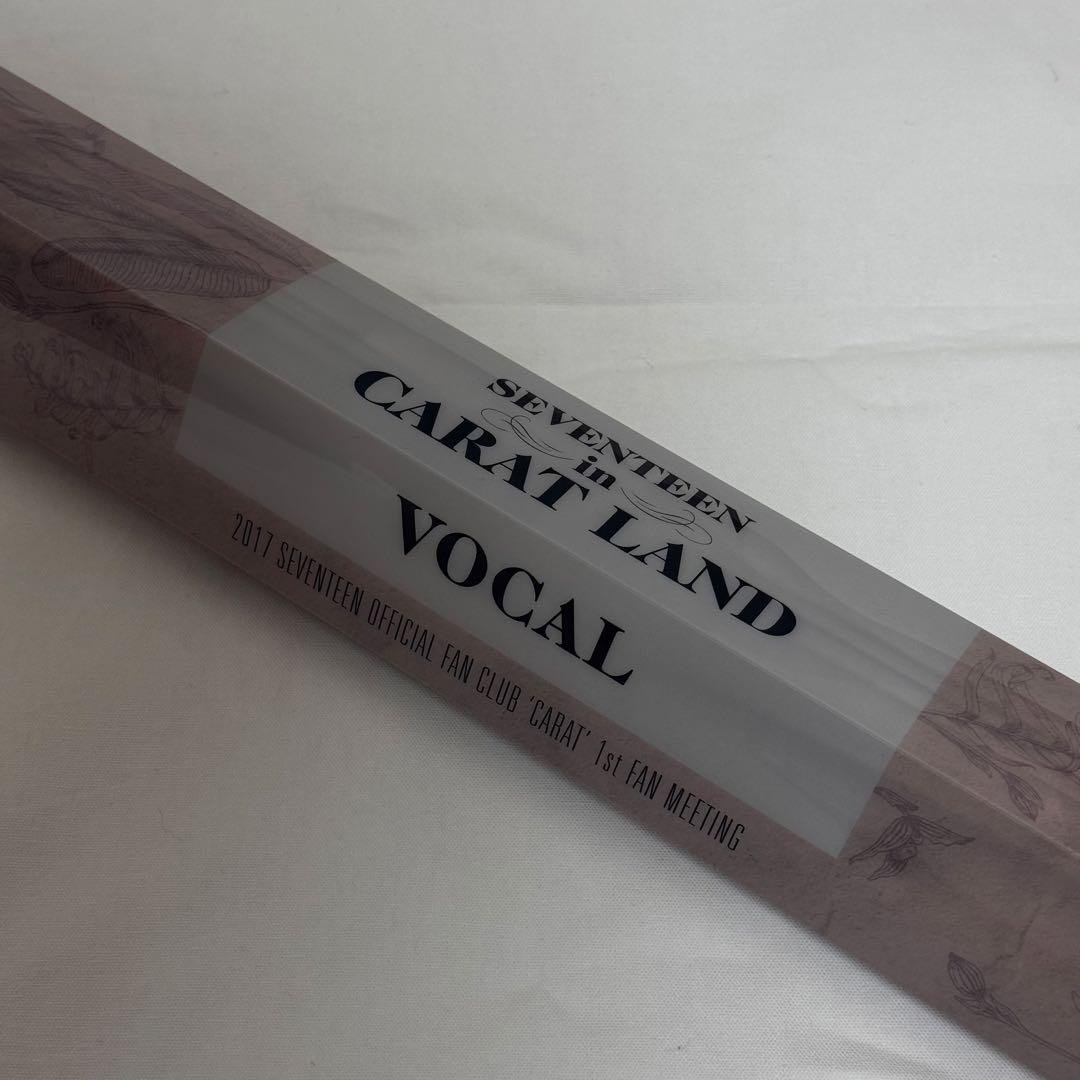 SEVENTEEN
in
CARAT LAND
VOCAL
2017 SEVENTEEN OFFICIAL FAN CLUB 'CARAT' 1st FAN MEETING